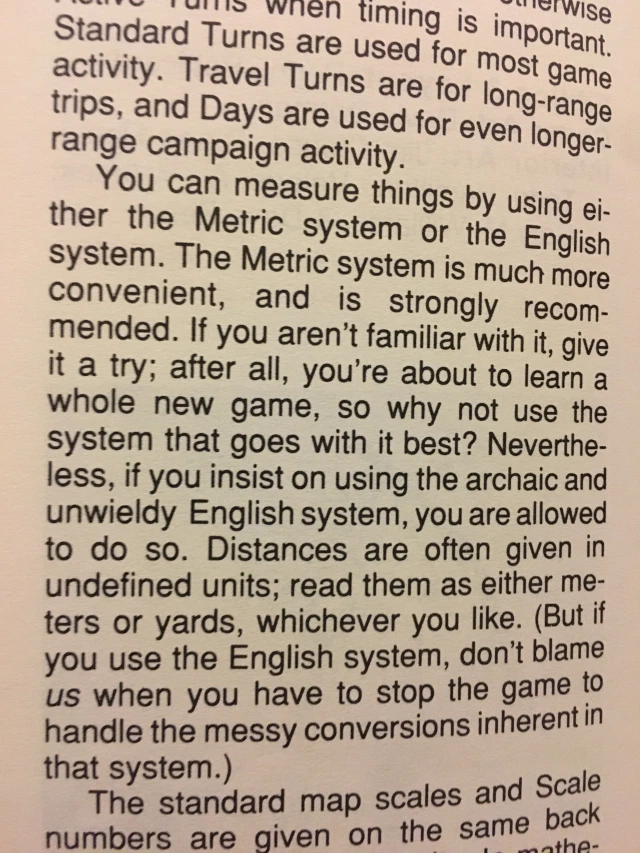 Turns when timing is important.
Standard Turns are used for most game
activity. Travel Turns are for long-range
trips, and Days are used for even longer-
range campaign activity.
You can measure things by using ei-
ther the Metric system or the English
system. The Metric system is much more
convenient, and is strongly recom-
mended. If you aren't familiar with it, give
it a try; after all, you're about to learn a
whole new game, so why not use the
system that goes with it best? Neverthe-
less, if you insist on using the archaic and
unwieldy English system, you are allowed
to do so. Distances are often given in
undefined units; read them as either me-
ters or yards, whichever you like. (But if
you use the English system, don't blame
us when you have to stop the game to
handle the messy conversions inherent in
that system.)
The standard map scales and Scale
numbers are given on the same back
mathe-